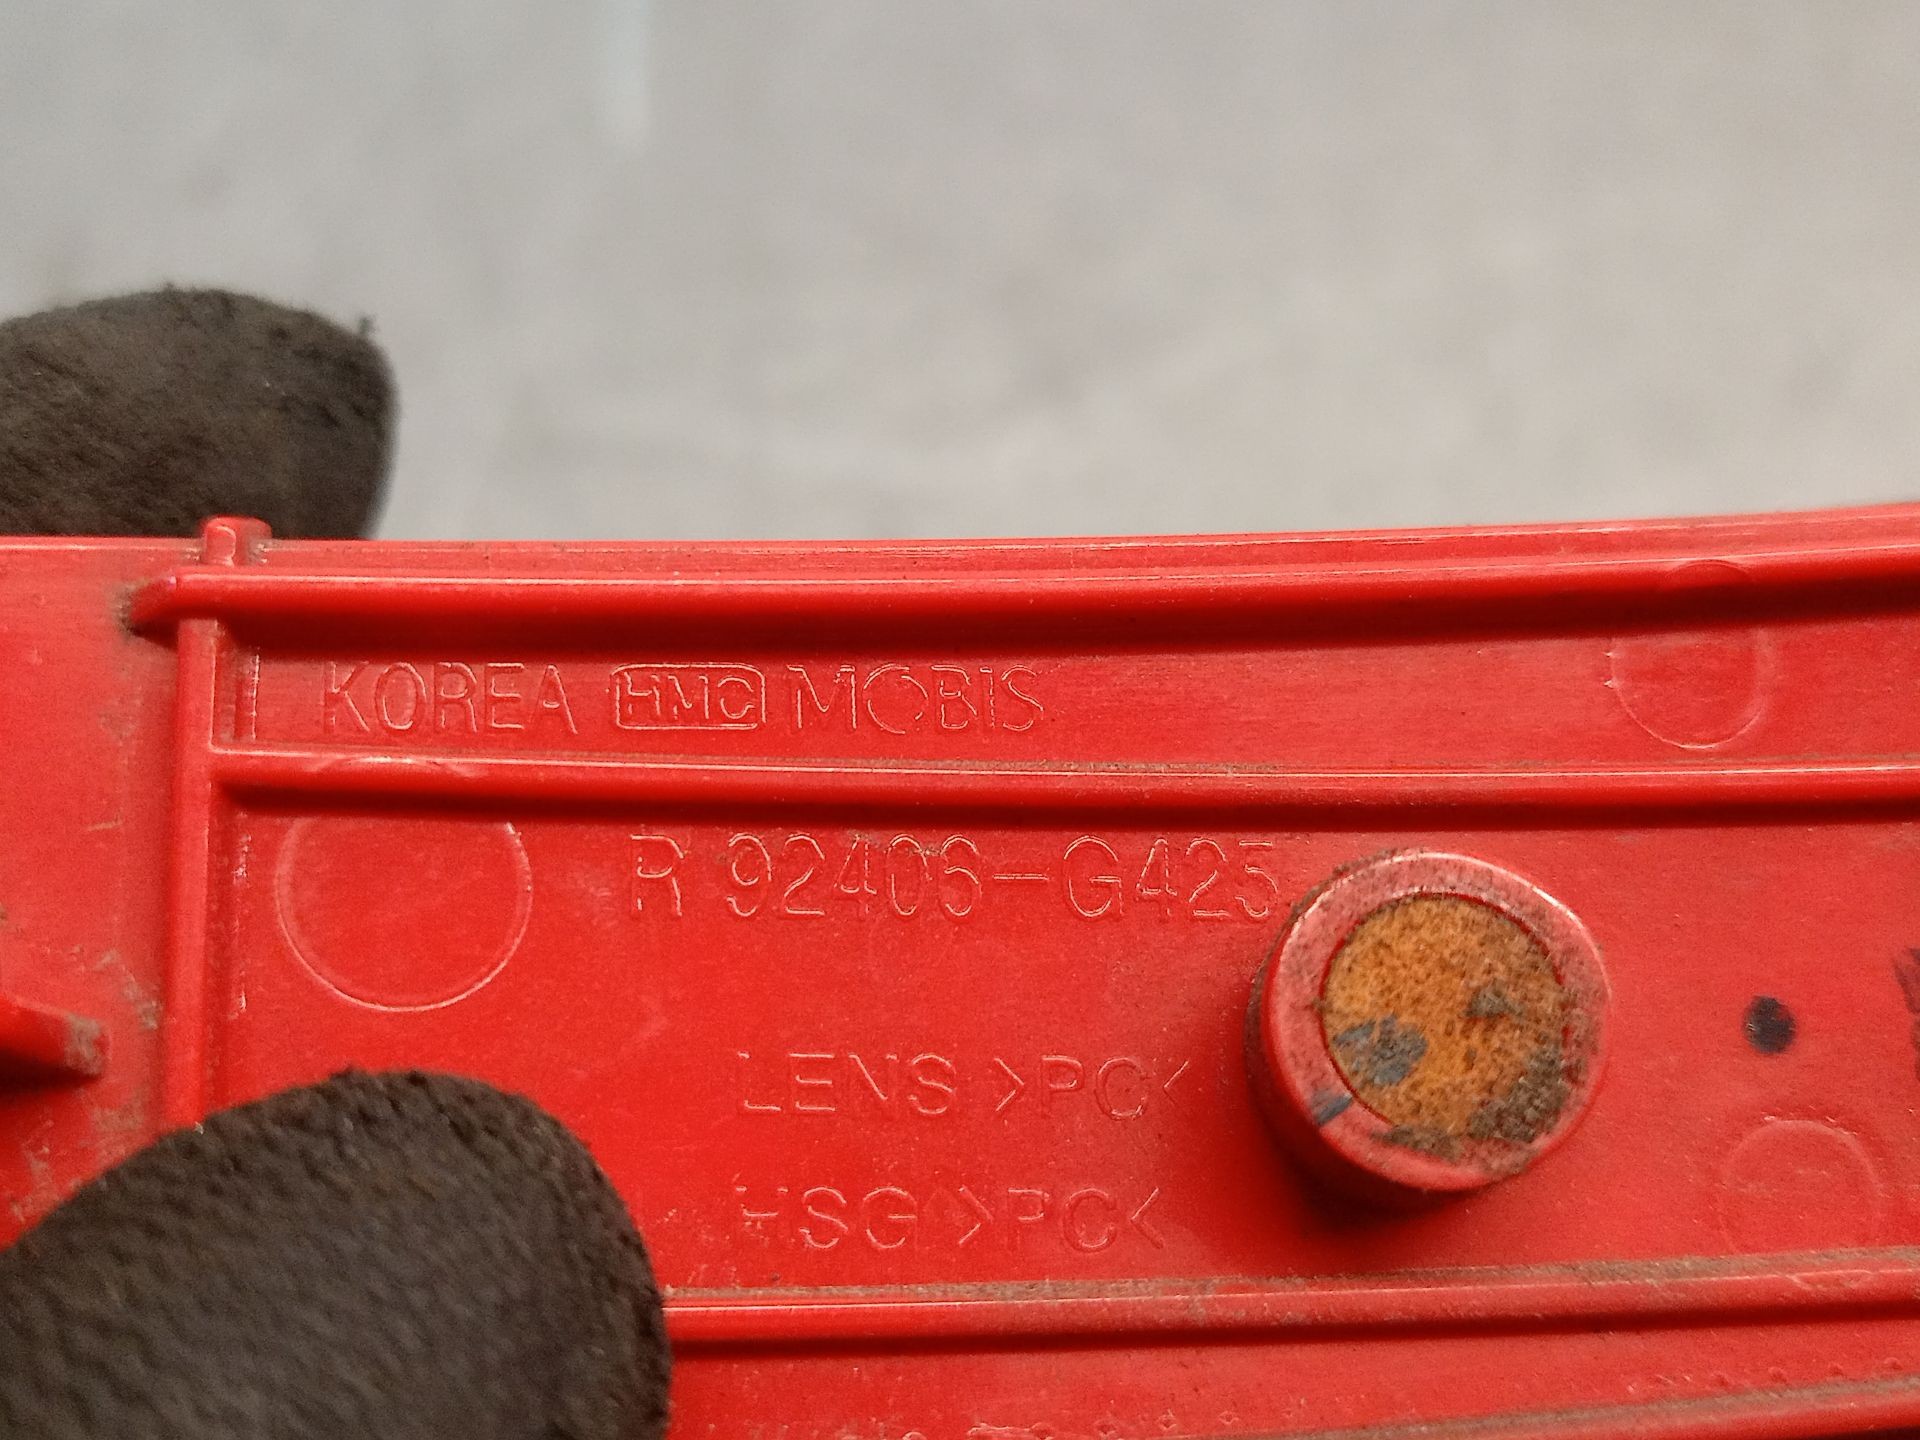 KOREA HMC MOBIS
R 92406-G425
LENS >PC<
HSG >PC<